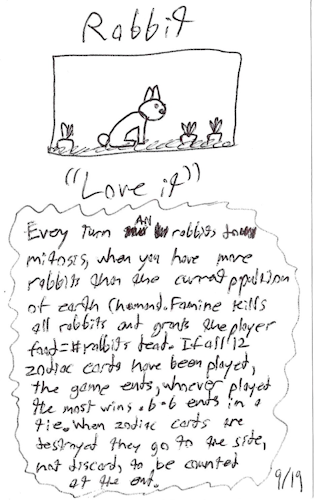 Rabbit
"Love it"
Every turn AN rabbits
mitosis, when you have more
rabbits than the current population
of earth (humans). Famine kills
all rabbits and grants the player
food=#rabbits dead. If all 12
zodiac cards have been played,
the game ends, whoever played
the most wins. 6-6 ends in a
tie. When zodiac cards are
destroyed they go to the side,
not discard, to be counted
at the end.
9/19